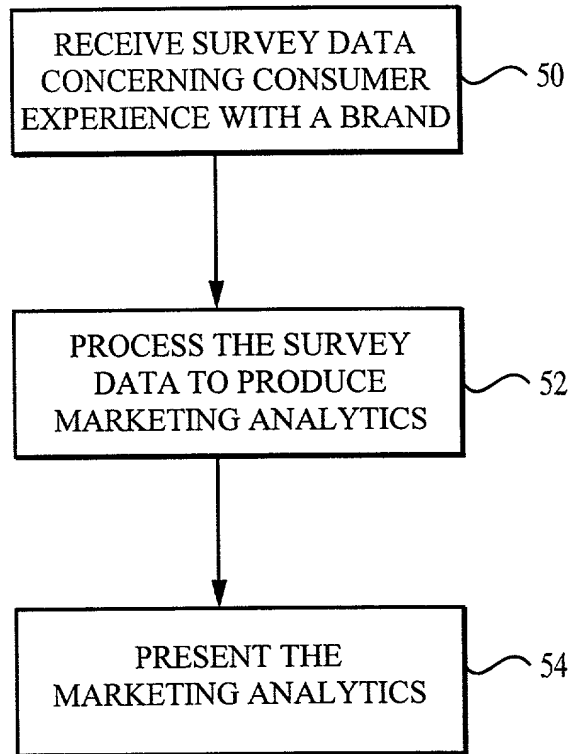 RECEIVE SURVEY DATA
CONCERNING CONSUMER
EXPERIENCE WITH A BRAND
50
PROCESS THE SURVEY
DATA TO PRODUCE
MARKETING ANALYTICS
52
PRESENT THE
MARKETING ANALYTICS
54